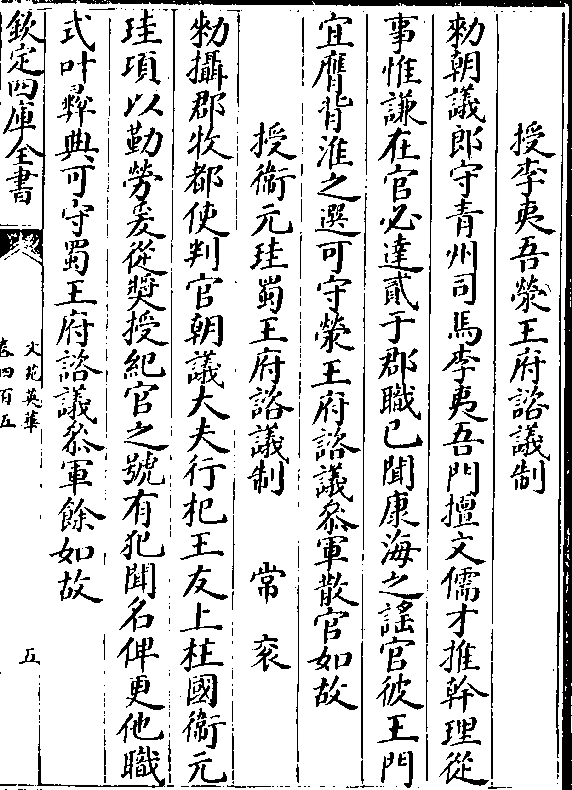 授李夷吾滎王府諮議制
勑朝議郎守青州司馬李夷吾門擅文儒才推幹理從
事惟謙在官必達貳于郡職已聞康海之謡官彼王門
宜膺背淮之選可守滎王府諮議叅軍散官如故
授衛元珪蜀王府諮議制 常袞
勑攝郡牧都使判官朝議大夫行杞王友上柱國衛元
珪項以勤勞爰從奬授紀官之號有犯聞名俾更他職
式叶彛典可守蜀王府諮議叅軍餘如故
欽定四庫全書
文苑英華
卷四百五
五